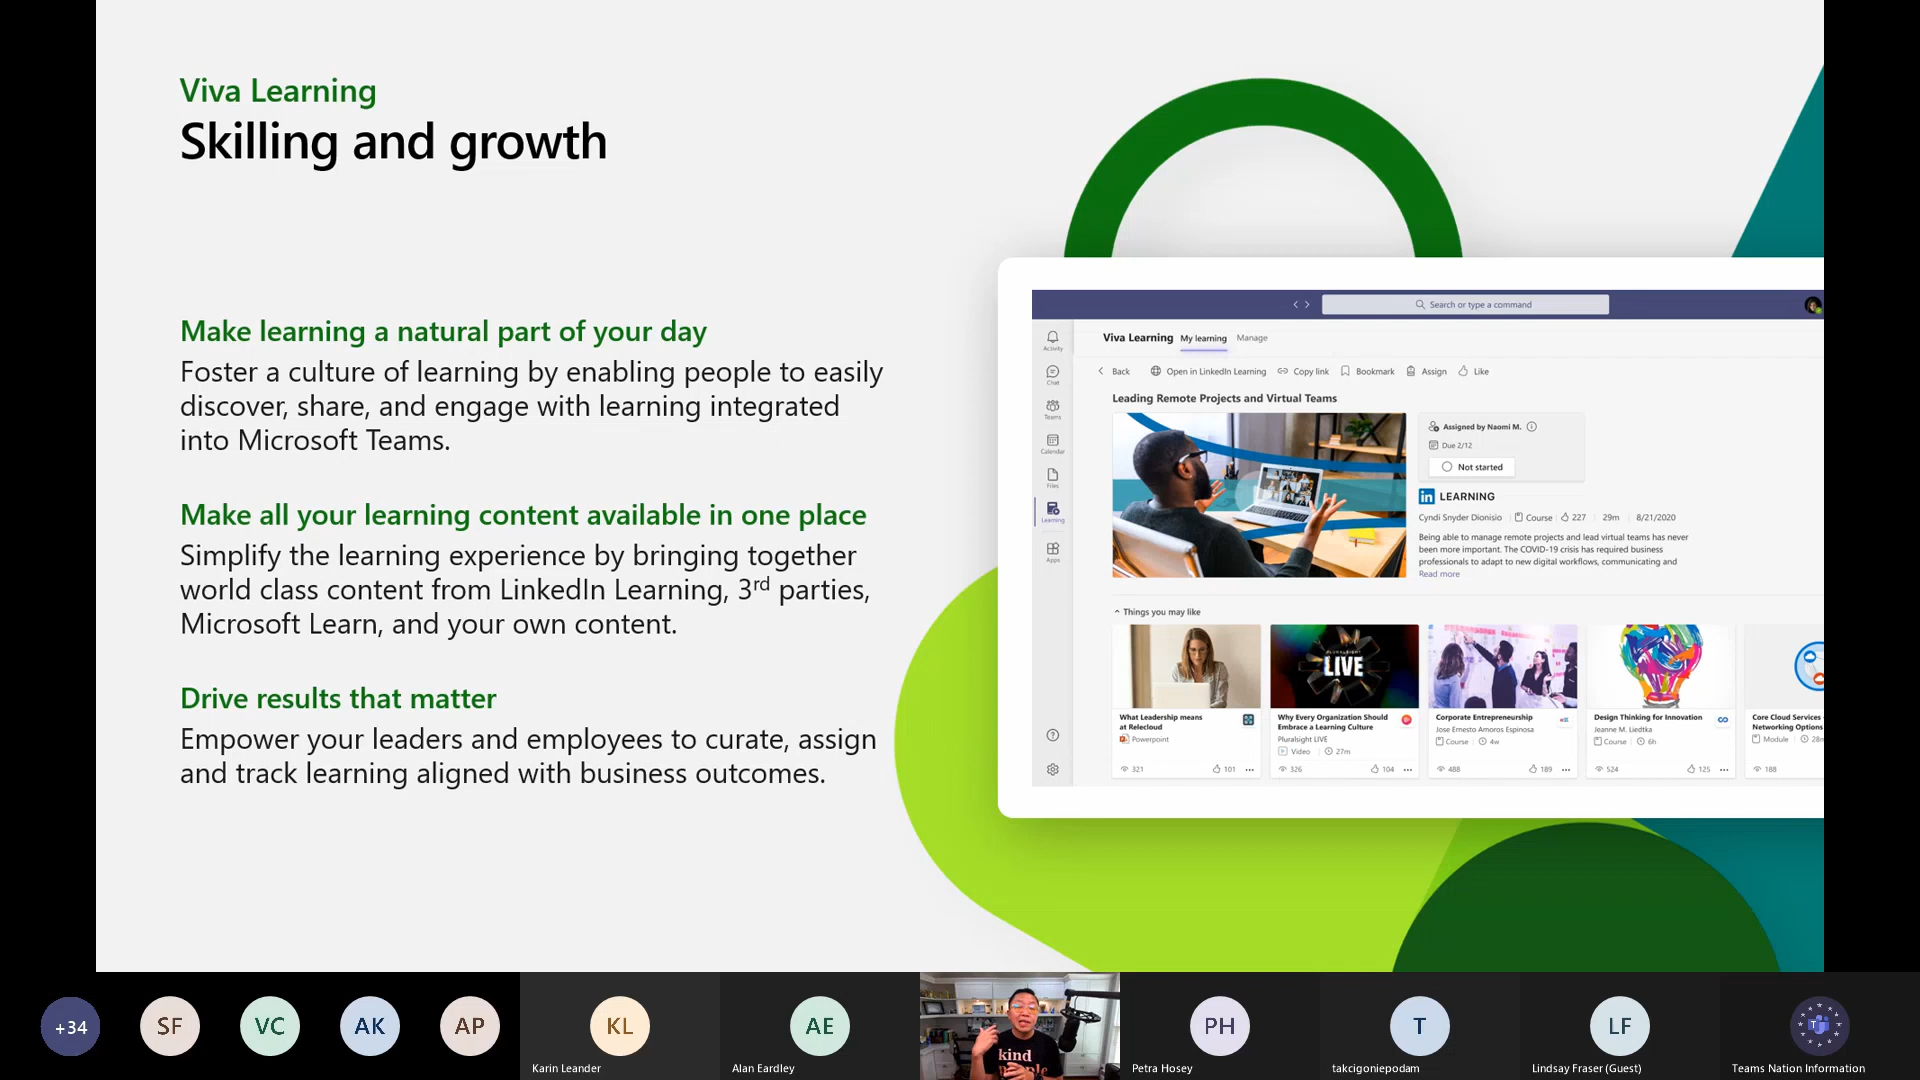 Viva Learning
Skilling and growth
Make learning a natural part of your day
Foster a culture of learning by enabling people to easily
discover, share, and engage with learning integrated
into Microsoft Teams.
Make all your learning content available in one place
Simplify the learning experience by bringing together
world class content from LinkedIn Learning, 3rd parties,
Microsoft Learn, and your own content.
Drive results that matter
Empower your leaders and employees to curate, assign
and track learning aligned with business outcomes.
Search or type a command
Activity
Chat
Teams
Calendar
Files
Learning
Apps
Viva Learning My learning Manage
Back Open in LinkedIn Learning Copy link Bookmark Assign Like
Leading Remote Projects and Virtual Teams
Assigned by Naomi M.
Due 2/12
Not started
in LEARNING
Cyndi Snyder Dionisio Course 227 29m 8/21/2020
Being able to manage remote projects and lead virtual teams has never
been more important. The COVID-19 crisis has required business
professionals to adapt to new digital workflows, communicating and
Read more
Things you may like
PLURALSIGHT
LIVE
What Leadership means
at Relecloud
Powerpoint
321 101
Why Every Organization Should
Embrace a Learning Culture
Pluralsight LIVE
Video 27m
326 104
Corporate Entrepreneurship
Jose Ernesto Amoros Espinosa
Course 4w
488 189
Design Thinking for Innovation
Jeanne M. Liedtka
Course 6h
524 125
Core Cloud Services -
Networking Options
Module 28m
188
+34
SF
VC
AK
AP
KL
Karin Leander
AE
Alan Eardley
kind
people
PH
Petra Hosey
T
takcigoniepodam
LF
Lindsay Fraser (Guest)
T
Teams Nation Information